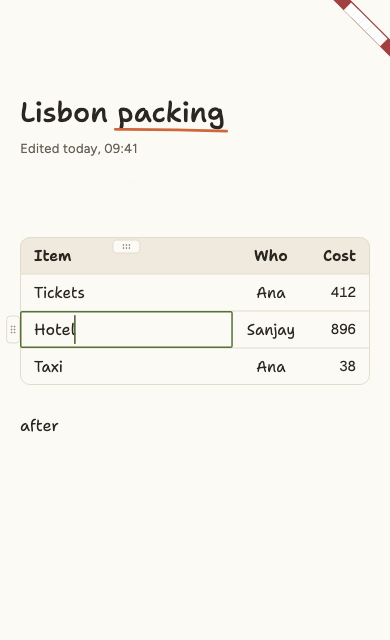 Lisbon packing
Edited today, 09:41
Item Who Cost
Tickets Ana 412
Hotel Sanjay 896
Taxi Ana 38
after